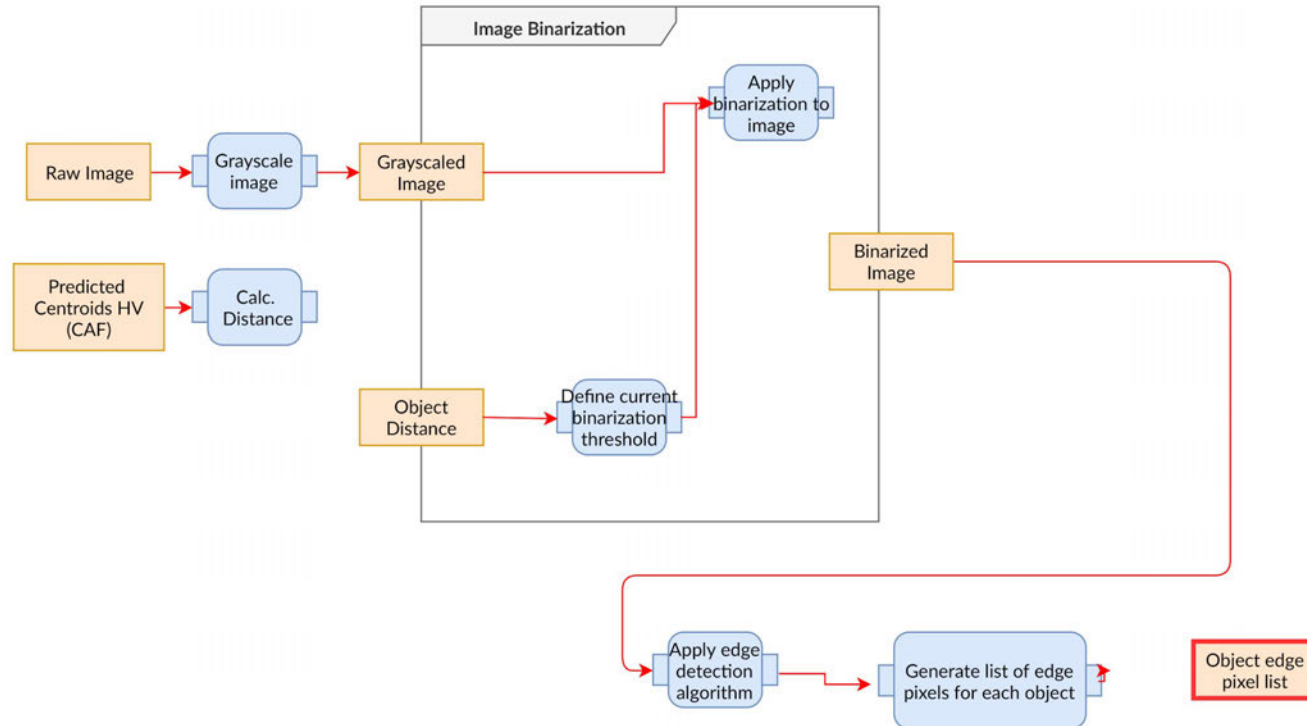 Image Binarization
Apply
binarization to
image
Raw Image
Grayscale
image
Grayscaled
Image
Binarized
Image
Predicted
Centroids HV
(CAF)
Calc.
Distance
Object
Distance
Define current
binarization
threshold
Apply edge
detection
algorithm
Generate list of edge
pixels for each object
Object edge
pixel list